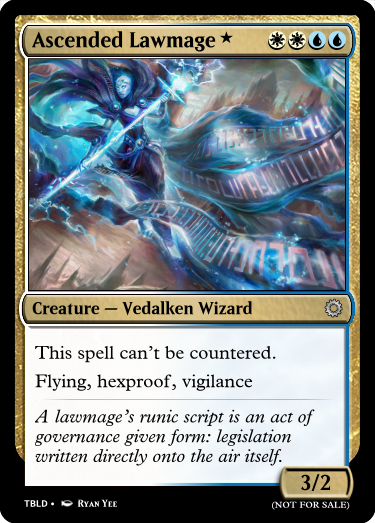 Ascended Lawmage ★
Creature — Vedalken Wizard
This spell can't be countered.
Flying, hexproof, vigilance
A lawmage's runic script is an act of
governance given form: legislation
written directly onto the air itself.
3/2
TBLD • Ryan Yee
(NOT FOR SALE)